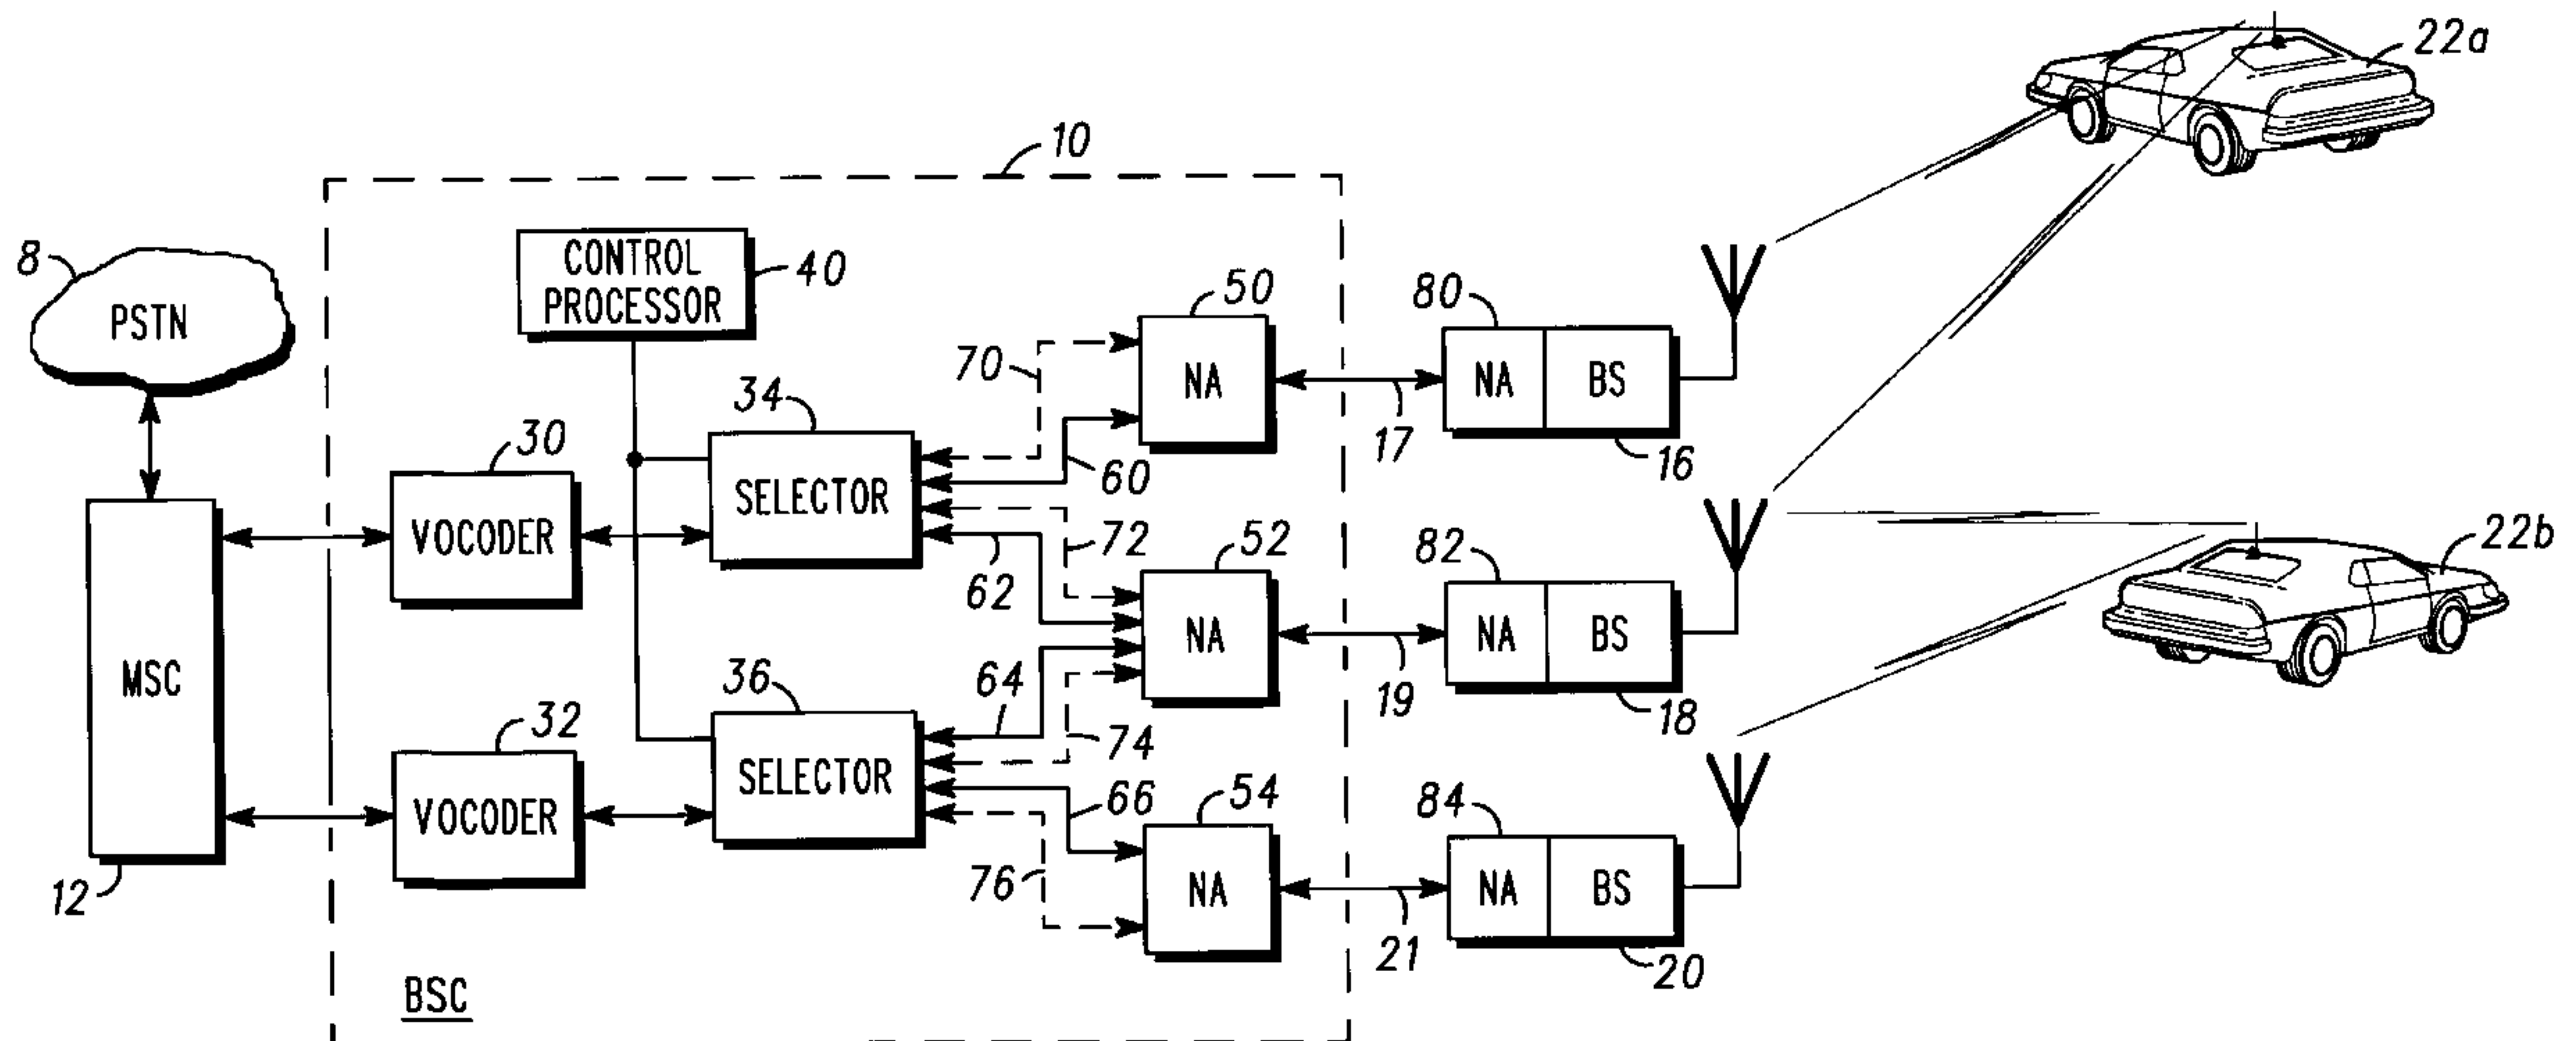 22a
10
8
PSTN
CONTROL
PROCESSOR
40
50
80
70
NA
NA
BS
34
17
16
30
SELECTOR
60
VOCODER
72
52
82
22b
62
NA
NA
BS
MSC
36
64
19
18
32
74
SELECTOR
66
54
84
VOCODER
76
NA
NA
BS
12
21
20
BSC